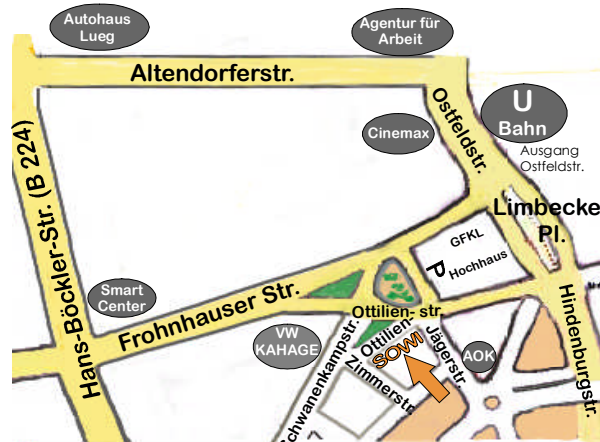 Autohaus
Lueg
Agentur für
Arbeit
Altendorferstr.
U
Bahn
Cinemax
Ostfeldstr.
Ausgang
Ostfeldstr.
Hans-Böckler-Str. (B 224)
Limbecker
Pl.
GFKL
P
Hochhaus
Smart
Center
Frohnhauser Str.
Ottilien- str.
VW
KAHAGE
Schwanenkampstr.
Ottilien-
SOWI
Zimmerstr.
Jägerstr.
AOK
Hindenburgstr.